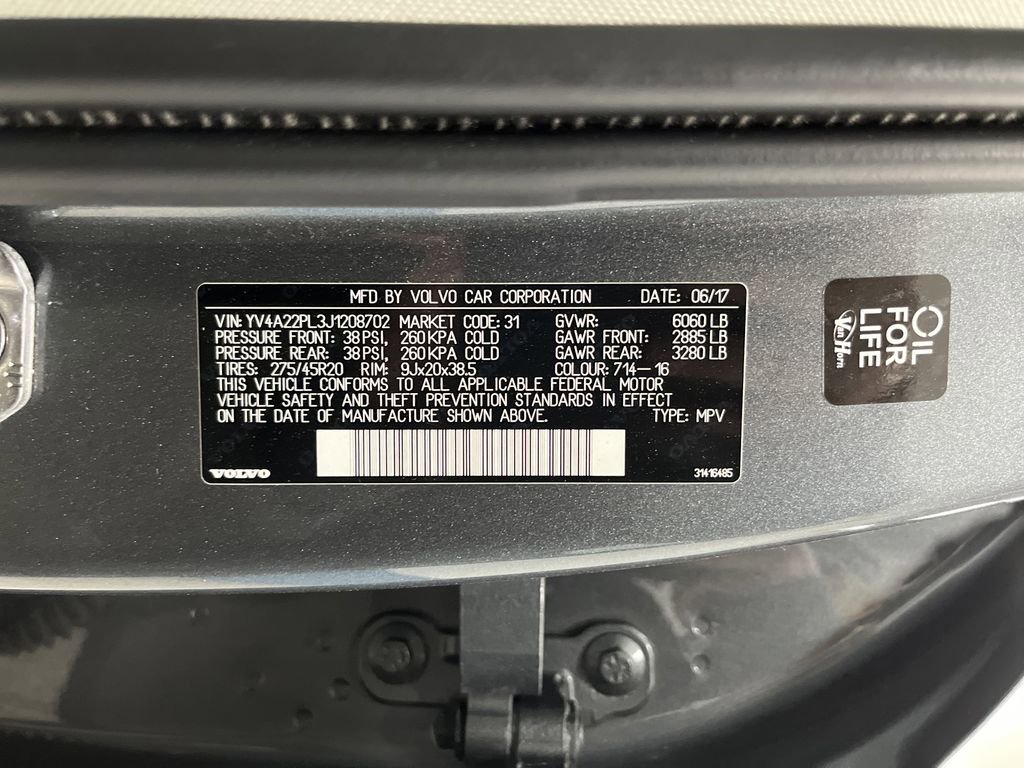 MFD BY VOLVO CAR CORPORATION DATE: 06/17
VIN: YV4A22PL3J1208702 MARKET CODE: 31 GVWR: 6060 LB
PRESSURE FRONT: 38 PSI, 260 KPA COLD GAWR FRONT: 2885 LB
PRESSURE REAR: 38 PSI, 260 KPA COLD GAWR REAR: 3280 LB
TIRES: 275/45R20 RIM: 9Jx20x38.5 COLOUR: 714-16
THIS VEHICLE CONFORMS TO ALL APPLICABLE FEDERAL MOTOR
VEHICLE SAFETY AND THEFT PREVENTION STANDARDS IN EFFECT
ON THE DATE OF MANUFACTURE SHOWN ABOVE. TYPE: MPV
VOLVO 31416485
OIL
FOR
LIFE
Van Horn